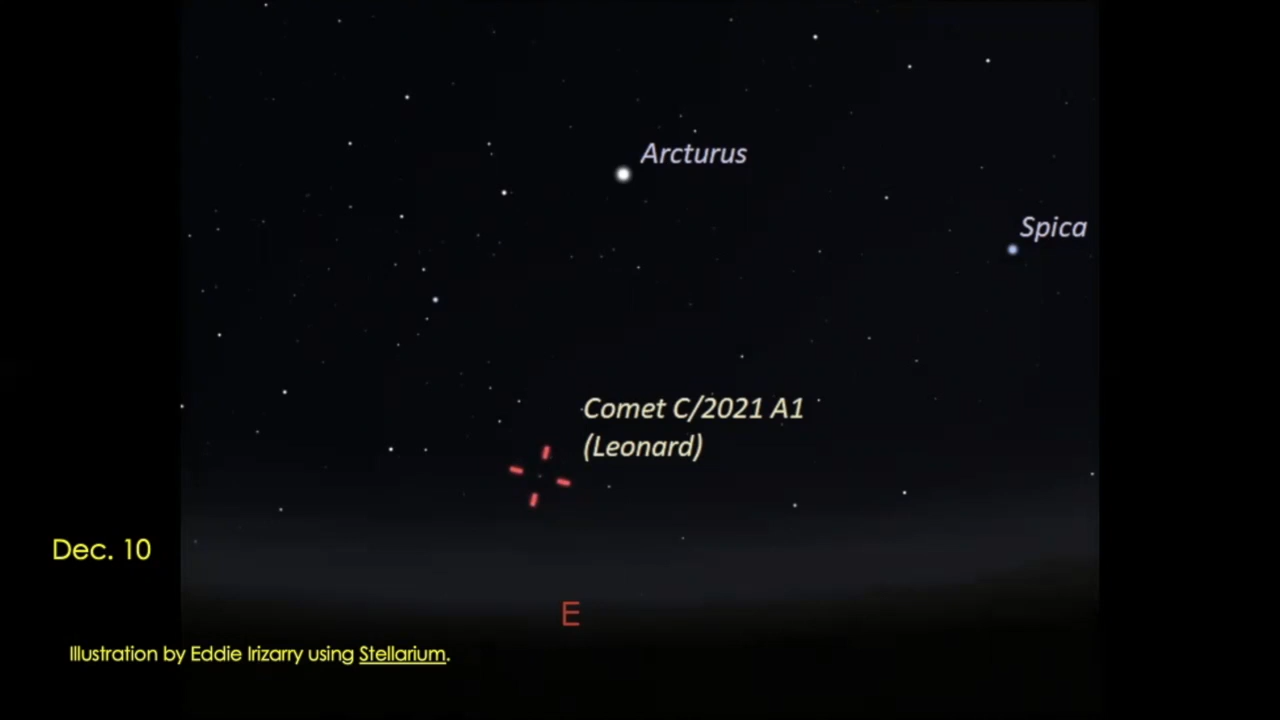 Arcturus
Spica
Comet C/2021 A1
(Leonard)
Dec. 10
E
Illustration by Eddie Irizarry using Stellarium.